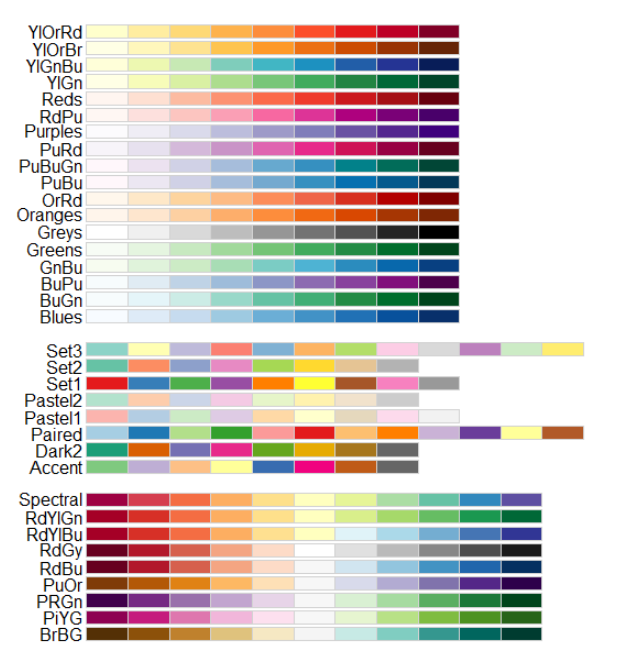 YlOrRd
YlOrBr
YlGnBu
YlGn
Reds
RdPu
Purples
PuRd
PuBuGn
PuBu
OrRd
Oranges
Greys
Greens
GnBu
BuPu
BuGn
Blues
Set3
Set2
Set1
Pastel2
Pastel1
Paired
Dark2
Accent
Spectral
RdYlGn
RdYlBu
RdGy
RdBu
PuOr
PRGn
PiYG
BrBG